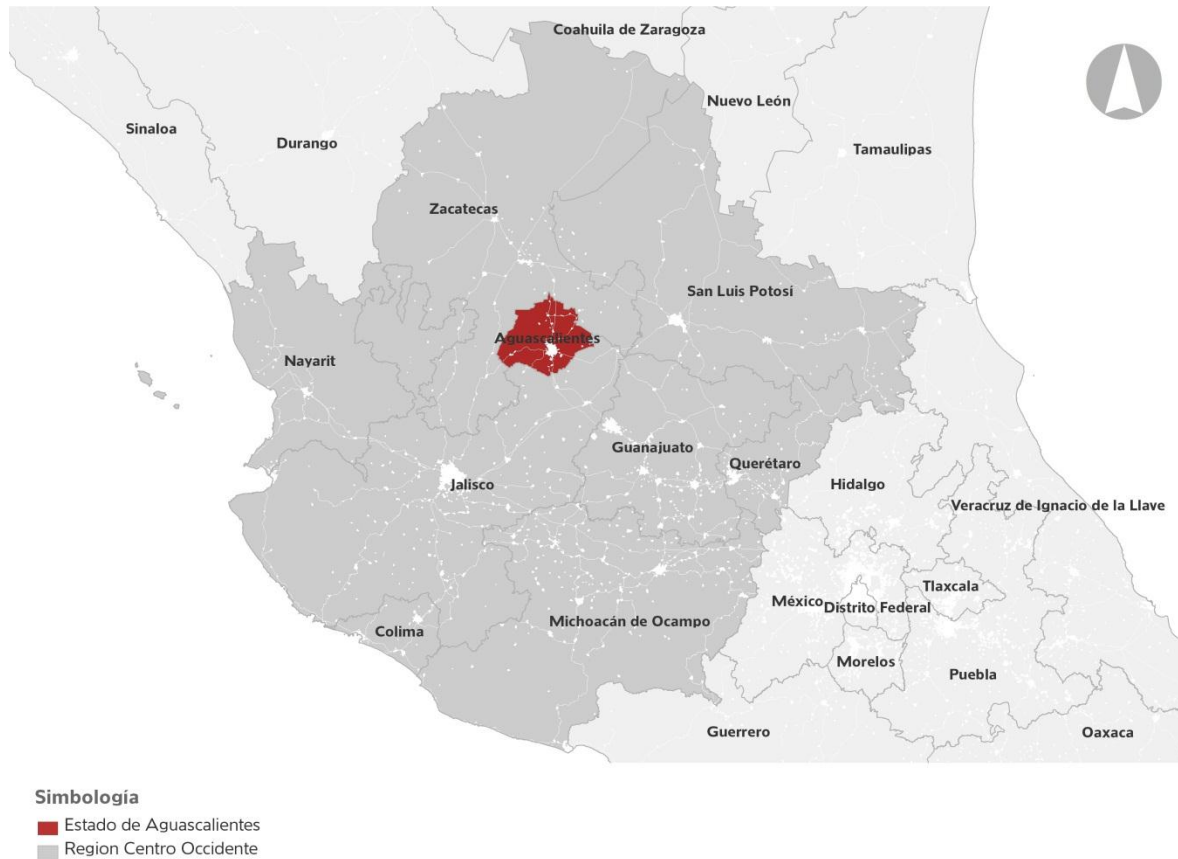 Coahuila de Zaragoza
Nuevo León
Sinaloa
Durango
Tamaulipas
Zacatecas
San Luis Potosí
Aguascalientes
Nayarit
Guanajuato
Querétaro
Jalisco
Hidalgo
Veracruz de Ignacio de la Llave
Tlaxcala
México
Distrito Federal
Michoacán de Ocampo
Colima
Morelos
Puebla
Guerrero
Oaxaca
Simbología
Estado de Aguascalientes
Region Centro Occidente